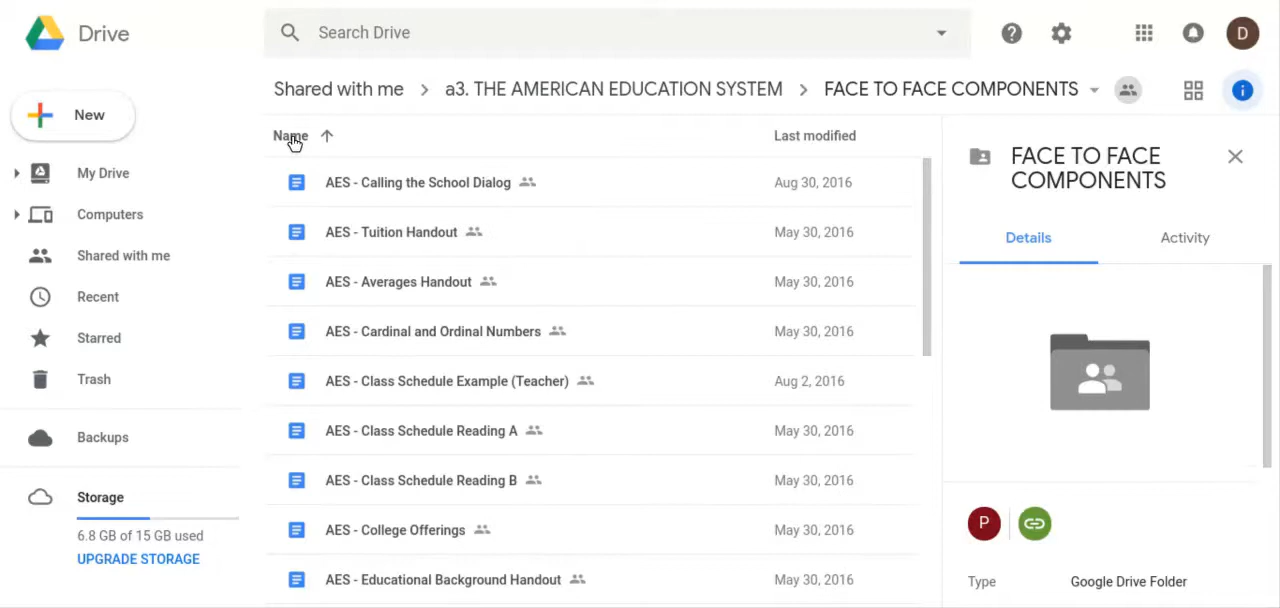 Drive
Search Drive
D
Shared with me > a3. THE AMERICAN EDUCATION SYSTEM > FACE TO FACE COMPONENTS
New
My Drive
Computers
Shared with me
Recent
Starred
Trash
Backups
Storage
6.8 GB of 15 GB used
UPGRADE STORAGE
Name Last modified
AES - Calling the School Dialog Aug 30, 2016
AES - Tuition Handout May 30, 2016
AES - Averages Handout May 30, 2016
AES - Cardinal and Ordinal Numbers May 30, 2016
AES - Class Schedule Example (Teacher) Aug 2, 2016
AES - Class Schedule Reading A May 30, 2016
AES - Class Schedule Reading B May 30, 2016
AES - College Offerings May 30, 2016
AES - Educational Background Handout May 30, 2016
FACE TO FACE
COMPONENTS
Details Activity
P
Type Google Drive Folder